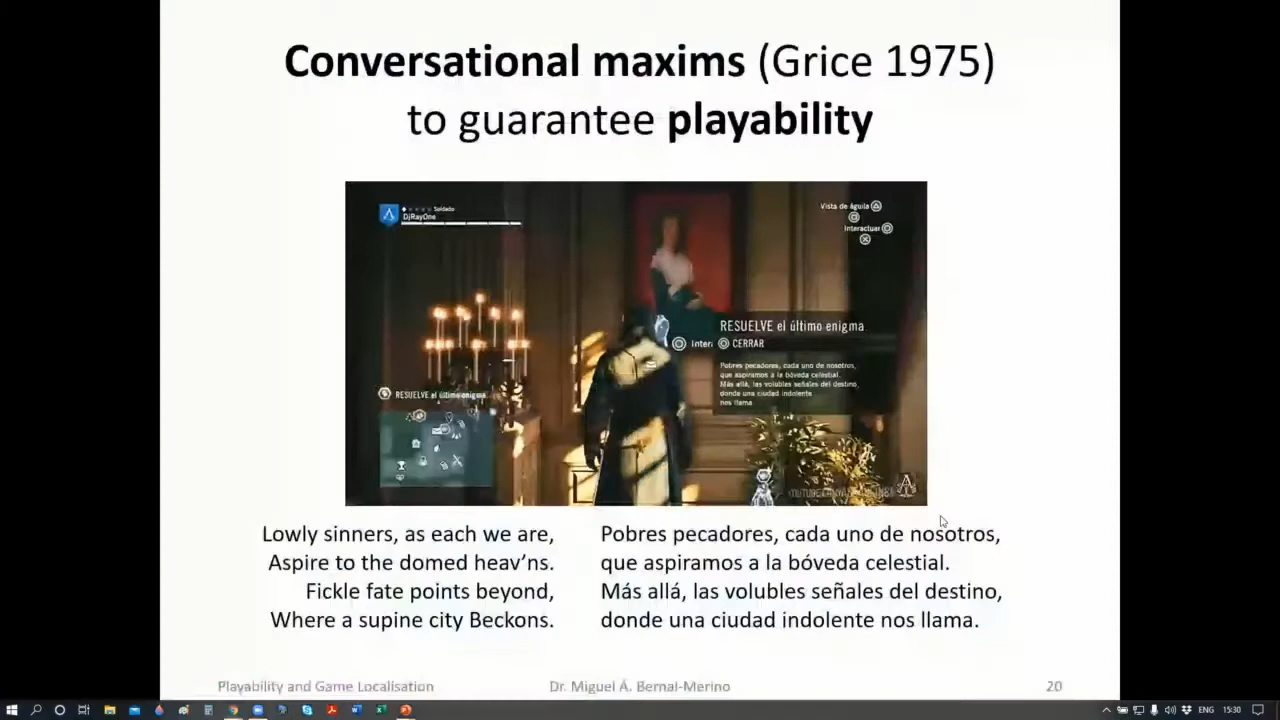 Conversational maxims (Grice 1975)
to guarantee playability
Soldado
DjRayOne
Vista de águila
Interactuar
RESUELVE el último enigma
Inter
CERRAR
Pobres pecadores, cada uno de nosotros,
que aspiramos a la bóveda celestial.
Más allá, las volubles señales del destino,
donde una ciudad indolente
nos llama
RESUELVE el último enigma
Lowly sinners, as each we are,
Aspire to the domed heav’ns.
Fickle fate points beyond,
Where a supine city Beckons.
Pobres pecadores, cada uno de nosotros,
que aspiramos a la bóveda celestial.
Más allá, las volubles señales del destino,
donde una ciudad indolente nos llama.
Playability and Game Localisation
Dr. Miguel Á. Bernal-Merino
20
ENG
15:30